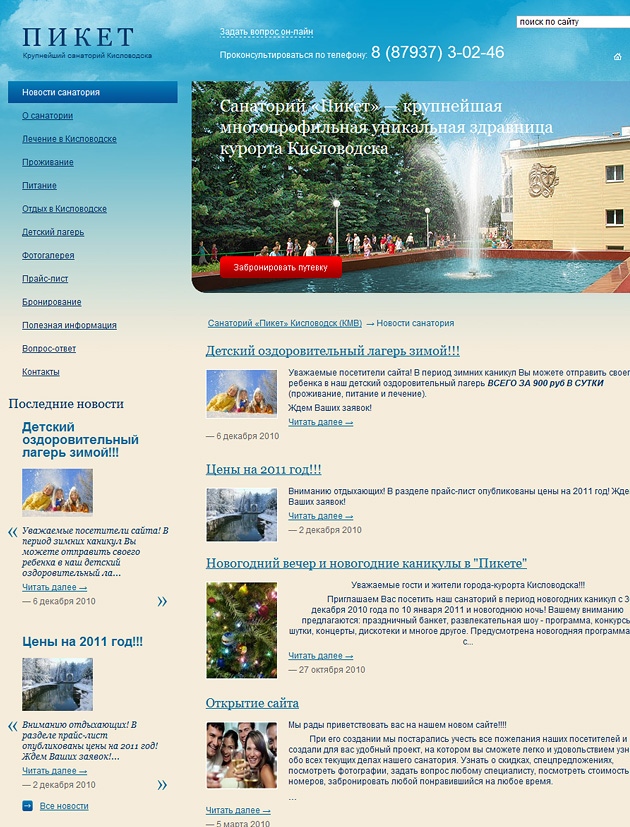 ПИКЕТ
Крупнейший санаторий Кисловодска
Задать вопрос он-лайн
Проконсультироваться по телефону: 8 (87937) 3-02-46
поиск по сайту
Новости санатория
О санатории
Лечение в Кисловодске
Проживание
Питание
Отдых в Кисловодске
Детский лагерь
Фотогалерея
Прайс-лист
Бронирование
Полезная информация
Вопрос-ответ
Контакты
Последние новости
Детский
оздоровительный
лагерь зимой!!!
« Уважаемые посетители сайта! В
период зимних каникул Вы
можете отправить своего
ребенка в наш детский
оздоровительный ла...
Читать далее →
— 6 декабря 2010 »
Цены на 2011 год!!!
« Вниманию отдыхающих! В
разделе прайс-лист
опубликованы цены на 2011 год!
Ждем Ваших заявок!...
Читать далее →
— 2 декабря 2010 »
Все новости
Санаторий «Пикет» — крупнейшая
многопрофильная уникальная здравница
курорта Кисловодска
Забронировать путевку
Санаторий «Пикет» Кисловодск (КМВ) → Новости санатория
Детский оздоровительный лагерь зимой!!!
Уважаемые посетители сайта! В период зимних каникул Вы можете отправить своего
ребенка в наш детский оздоровительный лагерь ВСЕГО ЗА 900 руб В СУТКИ
(проживание, питание и лечение).
Ждем Ваших заявок!
Читать далее →
— 6 декабря 2010
Цены на 2011 год!!!
Вниманию отдыхающих! В разделе прайс-лист опубликованы цены на 2011 год! Жде
Ваших заявок!
Читать далее →
— 2 декабря 2010
Новогодний вечер и новогодние каникулы в "Пикете"
Уважаемые гости и жители города-курорта Кисловодска!!!
Приглашаем Вас посетить наш санаторий в период новогодних каникул с 3
декабря 2010 года по 10 января 2011 и новогоднюю ночь! Вашему вниманию
предлагаются: праздничный банкет, развлекательная шоу - программа, конкурсы
шутки, концерты, дискотеки и многое другое. Предусмотрена новогодняя программа
с...
Читать далее →
— 27 октября 2010
Открытие сайта
Мы рады приветствовать вас на нашем новом сайте!!!!
При его создании мы постарались учесть все пожелания наших посетителей и
создали для вас удобный проект, на котором вы сможете легко и удовольствием узн
обо всех текущих делах нашего санатория. Узнать о скидках, спецпредложениях,
посмотреть фотографии, задать вопрос любому специалисту, посмотреть стоимость
номеров, забронировать любой понравившийся на любое время.
...
Читать далее →
— 5 марта 2010